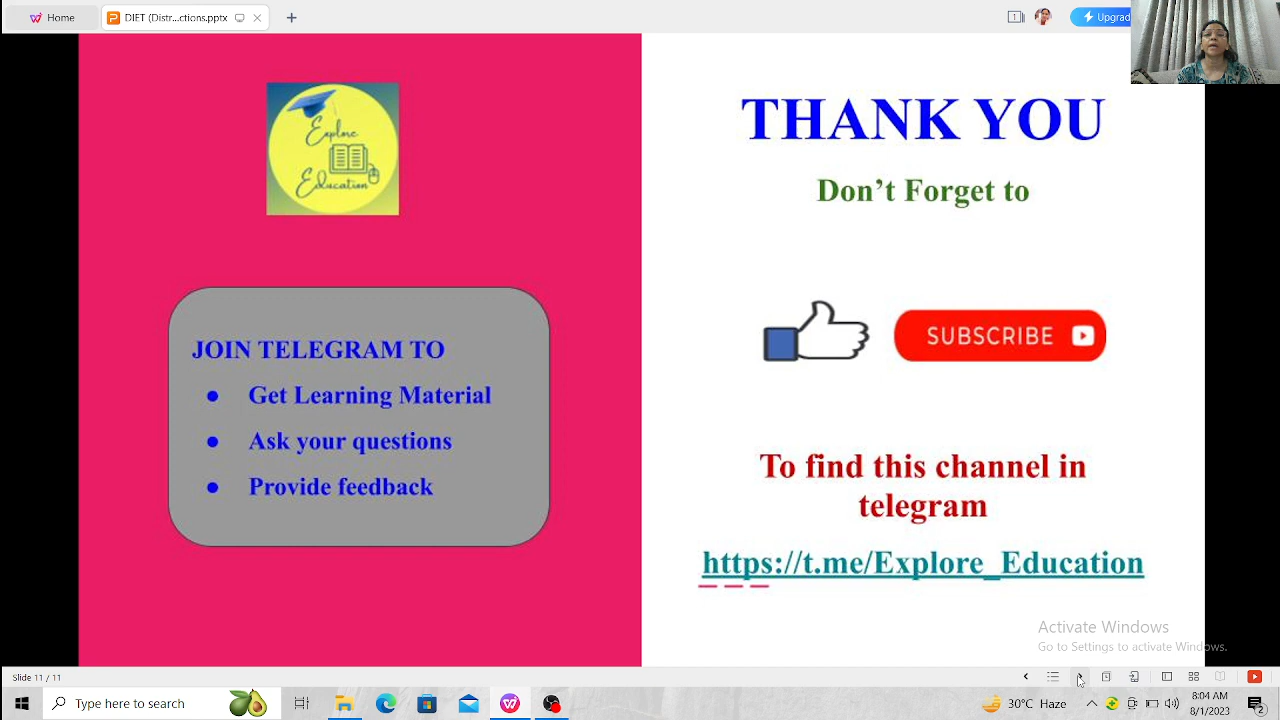 Home
DIET (Distr...ctions.pptx
1
Upgrad
Explore
Education
JOIN TELEGRAM TO
● Get Learning Material
● Ask your questions
● Provide feedback
THANK YOU
Don't Forget to
SUBSCRIBE
To find this channel in
telegram
https://t.me/Explore_Education
Activate Windows
Go to Settings to activate Windows.
Slide 11 / 11
Type here to search
30°C Haze
8:04 AM
8/1/2023
2